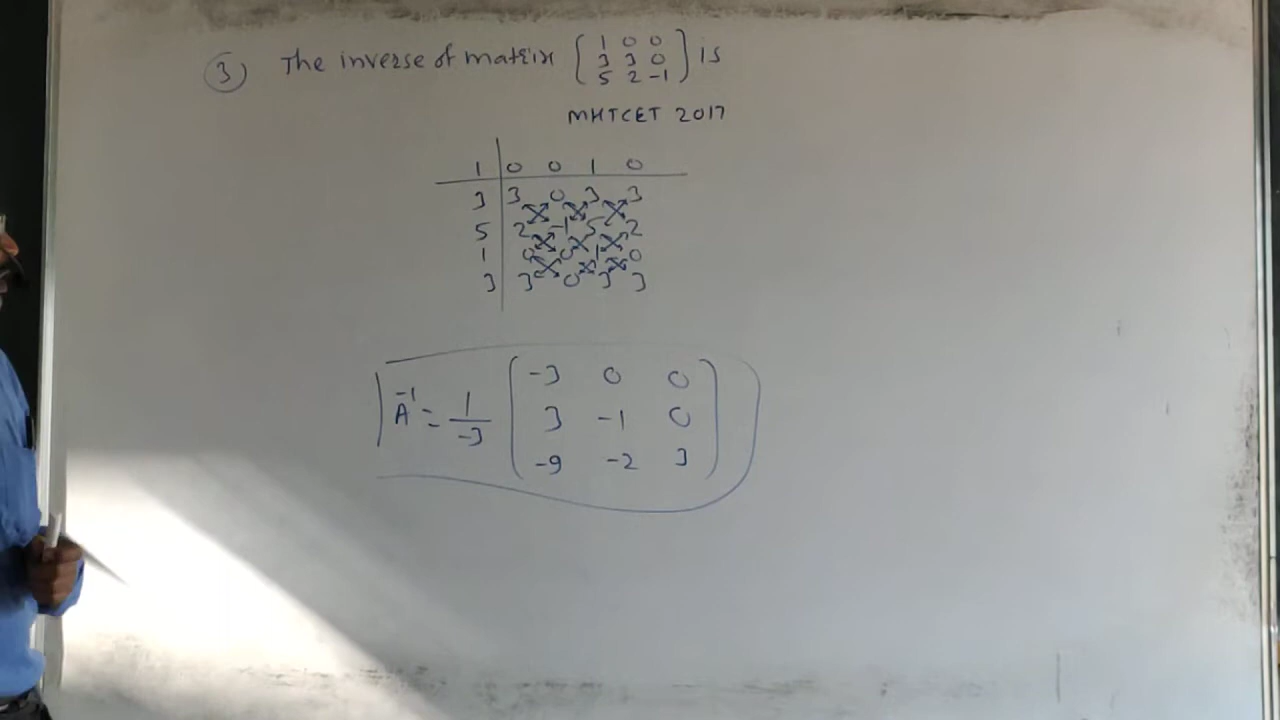 3) The inverse of matrix [ 1 0 0
3 3 0
5 2 -1 ] is
MHTCET 2017
1 | 0 0 1 0
3 | 3 0 3 3
5 | 2 -1 5 2
1 | 0 0 1 0
3 | 3 0 3 3
A⁻¹ = 1/-3 [ -3 0 0
3 -1 0
-9 -2 3 ]